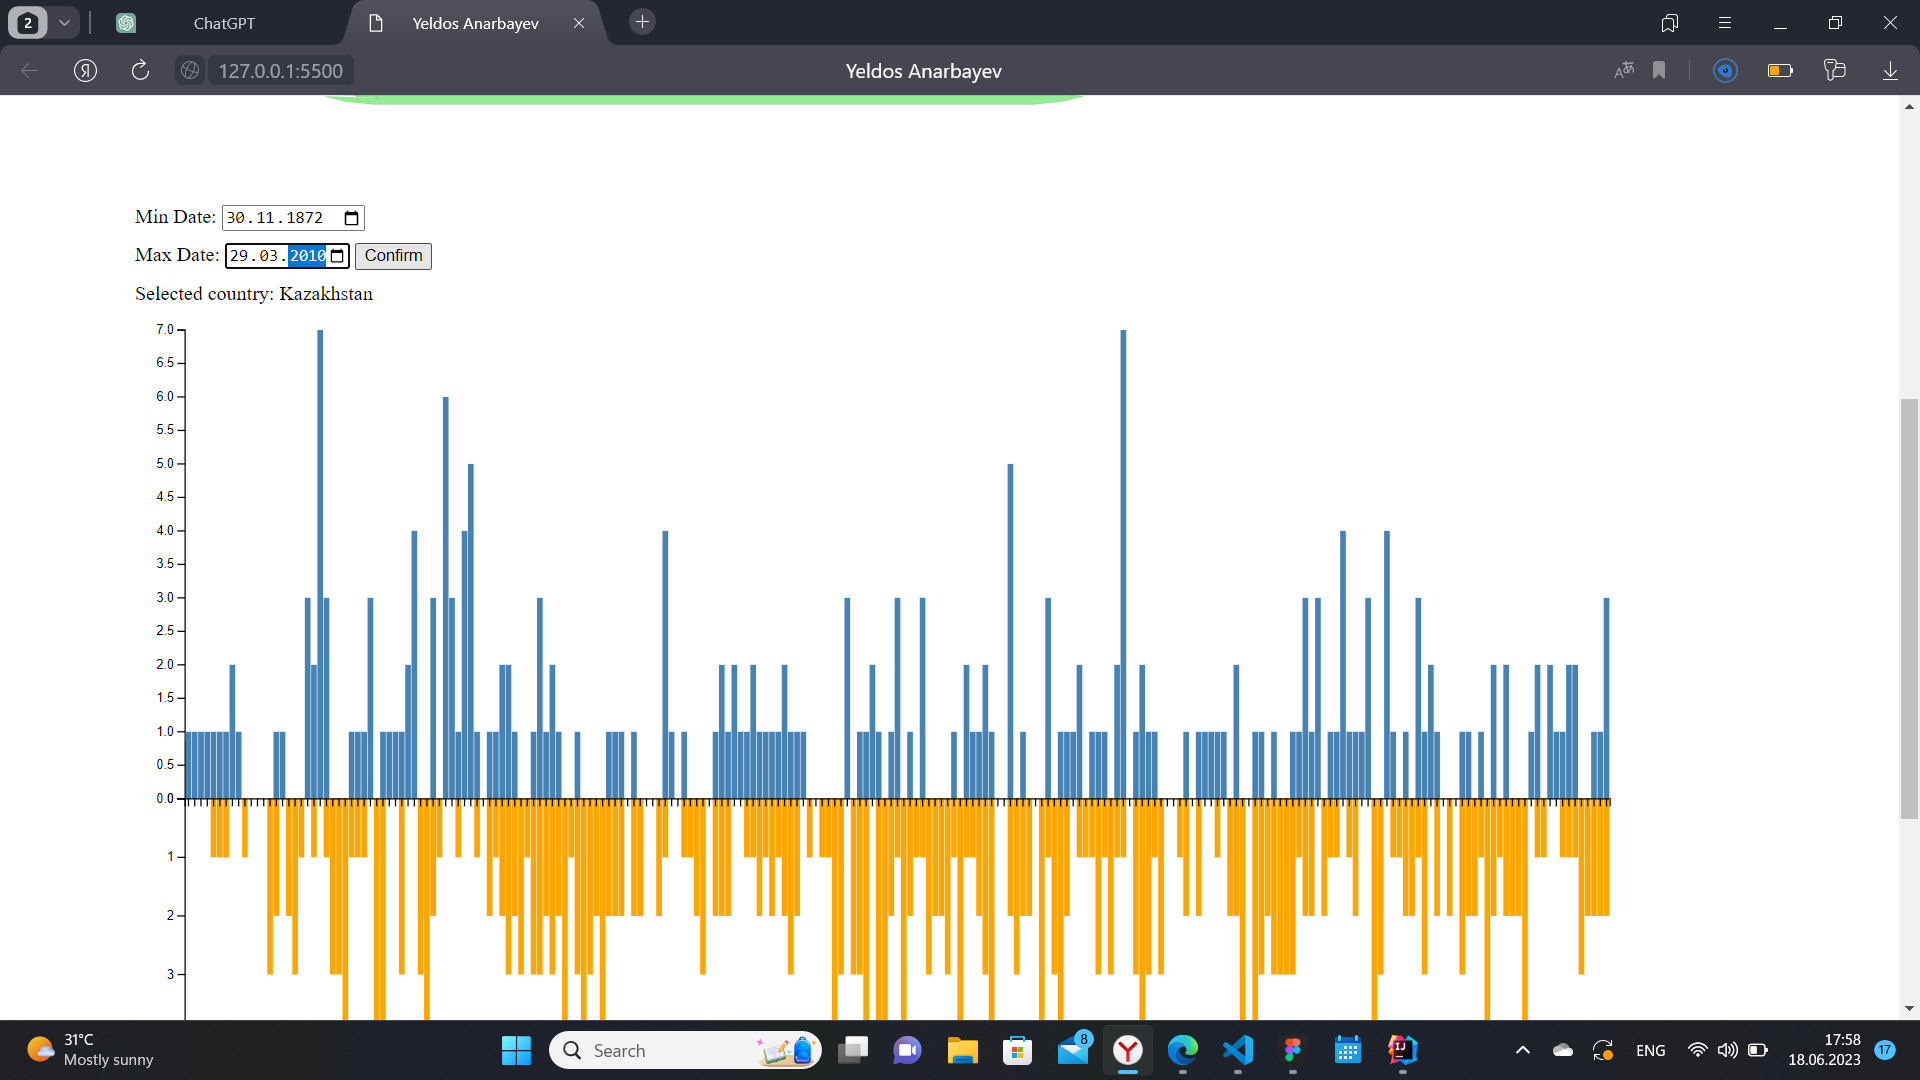 2
ChatGPT
Yeldos Anarbayev
127.0.0.1:5500
Yeldos Anarbayev
Min Date: 30.11.1872
Max Date: 29.03.2010 Confirm
Selected country: Kazakhstan
7.0
6.5
6.0
5.5
5.0
4.5
4.0
3.5
3.0
2.5
2.0
1.5
1.0
0.5
0.0
1
2
3
31°C
Mostly sunny
Search
8
ENG
17:58
18.06.2023
17